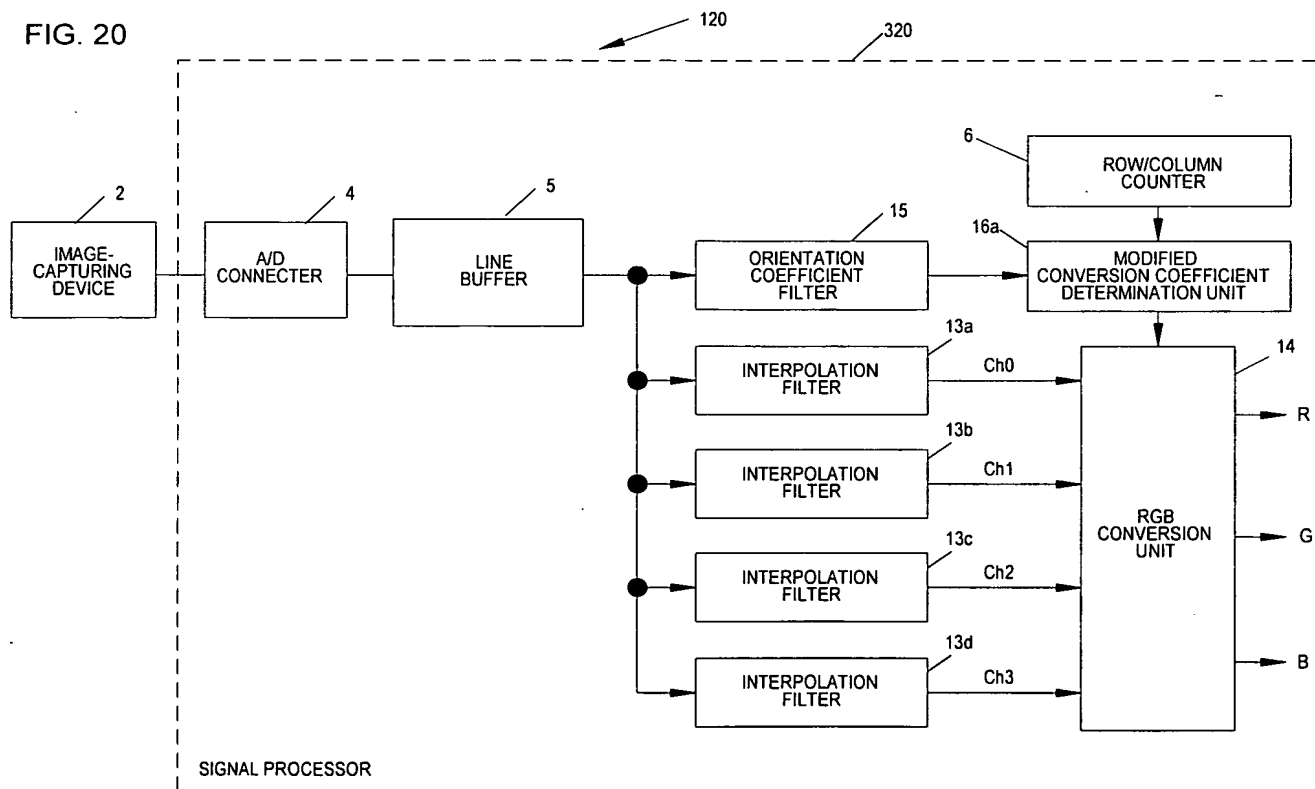 FIG. 20
120
320
6
ROW/COLUMN
COUNTER
2
IMAGE-
CAPTURING
DEVICE
4
A/D
CONNECTER
5
LINE
BUFFER
15
ORIENTATION
COEFFICIENT
FILTER
16a
MODIFIED
CONVERSION COEFFICIENT
DETERMINATION UNIT
13a
INTERPOLATION
FILTER
Ch0
13b
INTERPOLATION
FILTER
Ch1
13c
INTERPOLATION
FILTER
Ch2
13d
INTERPOLATION
FILTER
Ch3
14
RGB
CONVERSION
UNIT
R
G
B
SIGNAL PROCESSOR